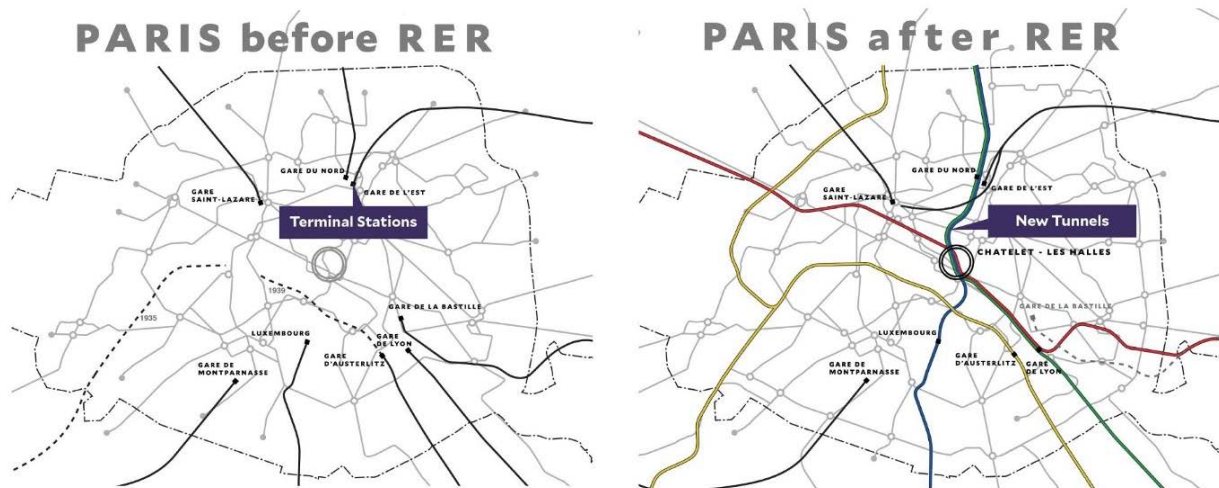 PARIS before RER
GARE DU NORD
GARE DE L'EST
GARE
SAINT-LAZARE
Terminal Stations
1939
1935
GARE DE LA BASTILLE
LUXEMBOURG
GARE
DE LYON
GARE
D'AUSTERLITZ
GARE DE
MONTPARNASSE
PARIS after RER
GARE DU NORD
GARE DE L'EST
GARE
SAINT-LAZARE
New Tunnels
CHATELET - LES HALLES
GARE DE LA BASTILLE
LUXEMBOURG
GARE
D'AUSTERLITZ
GARE
DE LYON
GARE DE
MONTPARNASSE